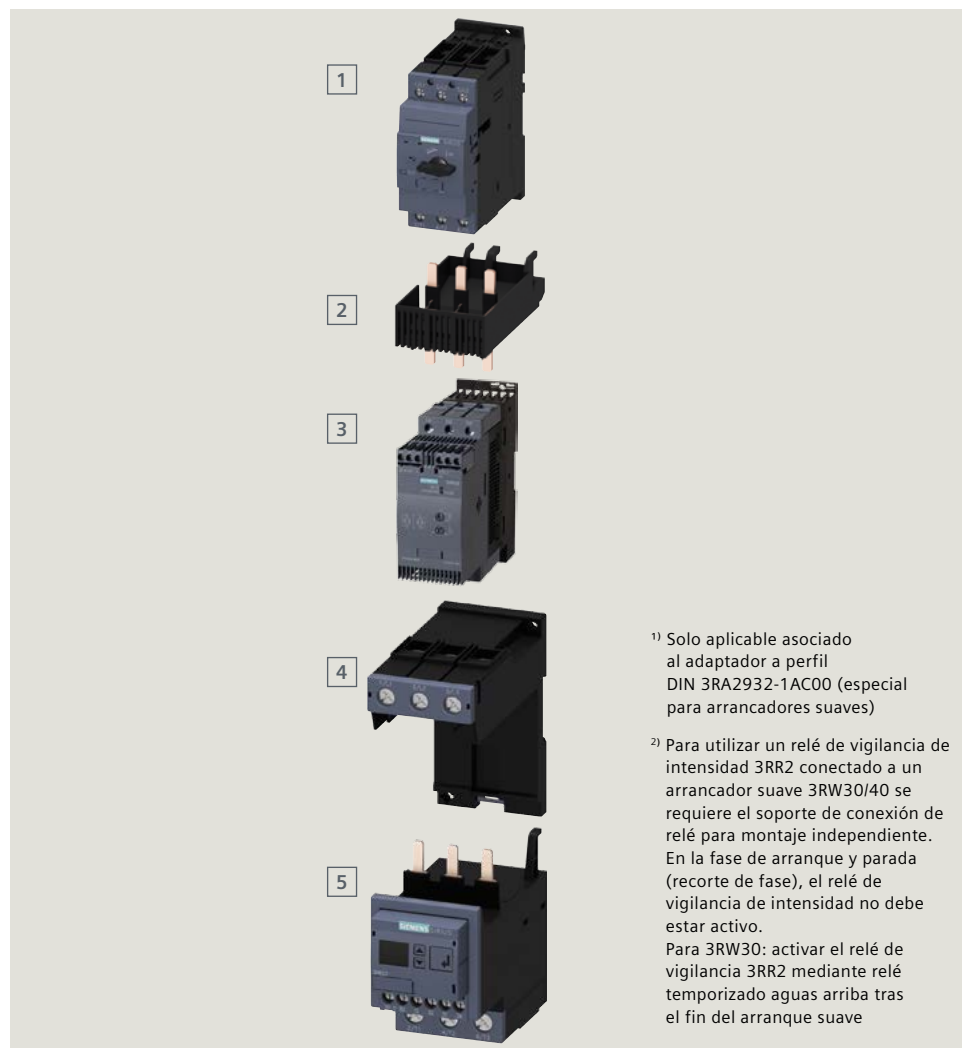 1
SIEMENS
2
3
SIEMENS
4
¹⁾ Solo aplicable asociado
al adaptador a perfil
DIN 3RA2932-1AC00 (especial
para arrancadores suaves)
²⁾ Para utilizar un relé de vigilancia de
intensidad 3RR2 conectado a un
arrancador suave 3RW30/40 se
requiere el soporte de conexión de
relé para montaje independiente.
En la fase de arranque y parada
(recorte de fase), el relé de
vigilancia de intensidad no debe
estar activo.
Para 3RW30: activar el relé de
vigilancia 3RR2 mediante relé
temporizado aguas arriba tras
el fin del arranque suave
5
SIEMENS